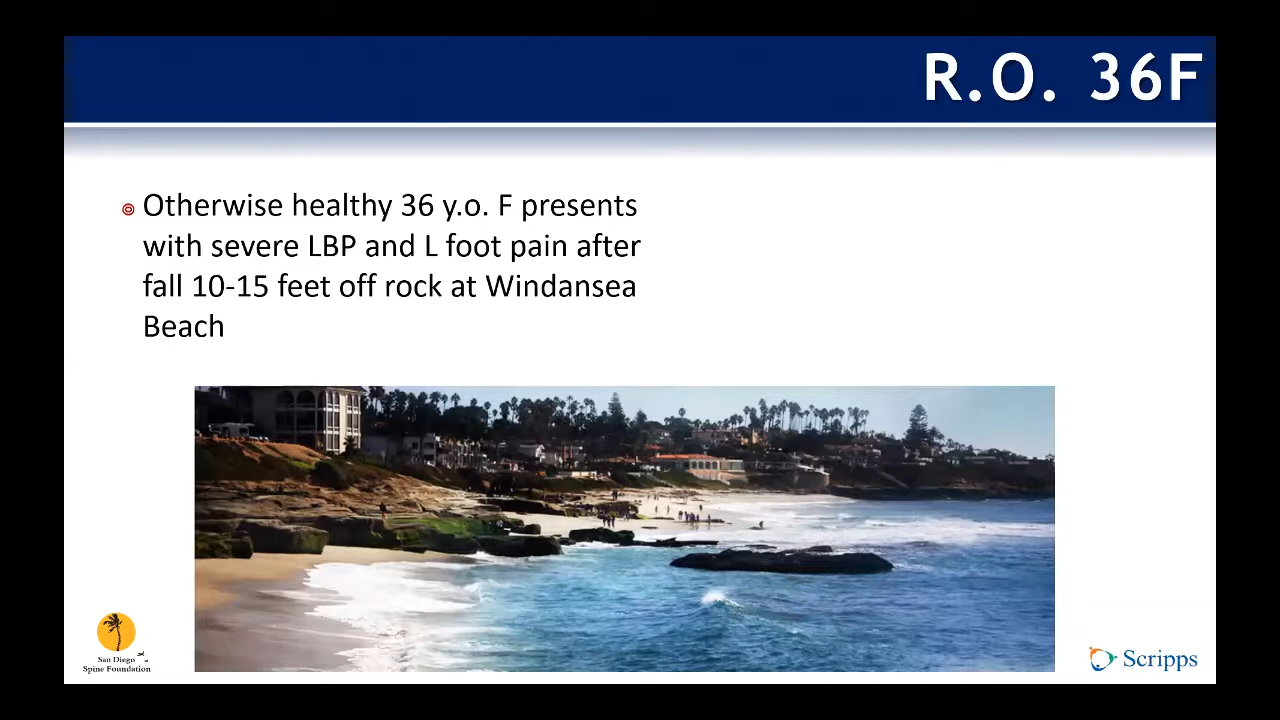 R.O. 36F
Otherwise healthy 36 y.o. F presents
with severe LBP and L foot pain after
fall 10-15 feet off rock at Windansea
Beach
San Diego
Spine Foundation
Scripps